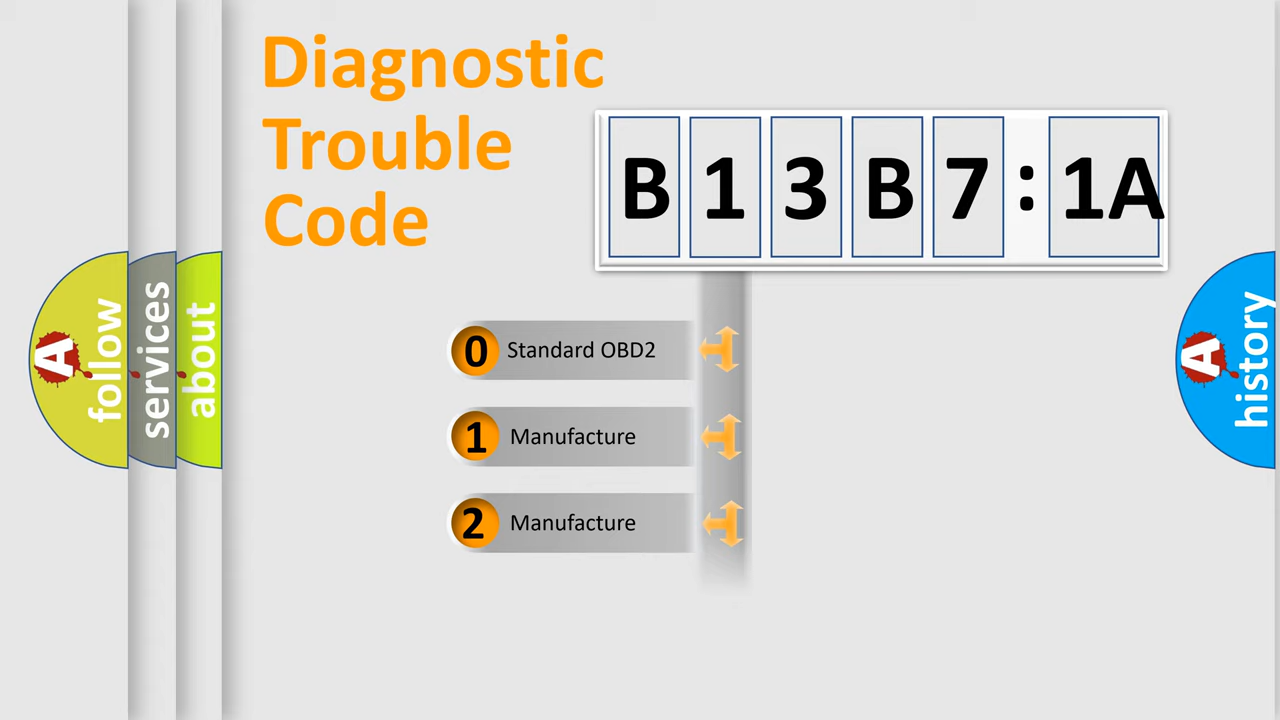 Diagnostic
Trouble
Code
B 1 3 B 7 : 1A
0 Standard OBD2
1 Manufacture
2 Manufacture
A follow
services
about
A history